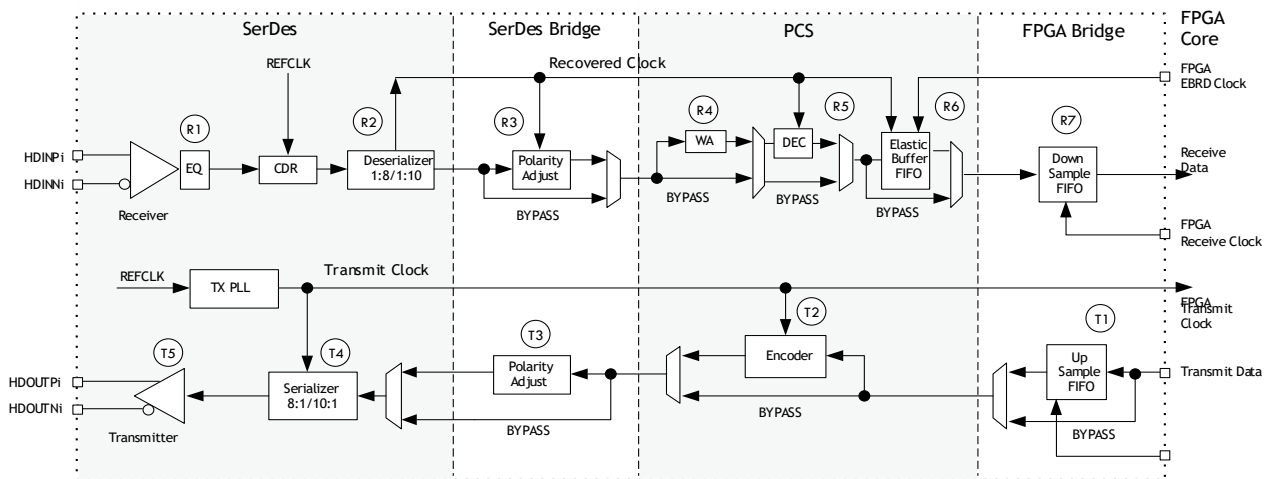 SerDes
SerDes Bridge
PCS
FPGA Bridge
FPGA
Core
REFCLK
Recovered Clock
FPGA
EBRD Clock
R1
R2
R3
R4
R5
R6
R7
HDINPi
HDINNi
EQ
CDR
Deserializer
1:8/1:10
Polarity
Adjust
WA
DEC
Elastic
Buffer
FIFO
Down
Sample
FIFO
Receive
Data
Receiver
BYPASS
BYPASS
BYPASS
BYPASS
FPGA
Receive Clock
REFCLK
TX PLL
Transmit Clock
FPGA
Transmit
Clock
T5
T4
T3
T2
T1
HDOUTPi
HDOUTNi
Serializer
8:1/10:1
Polarity
Adjust
Encoder
Up
Sample
FIFO
Transmit Data
Transmitter
BYPASS
BYPASS
BYPASS